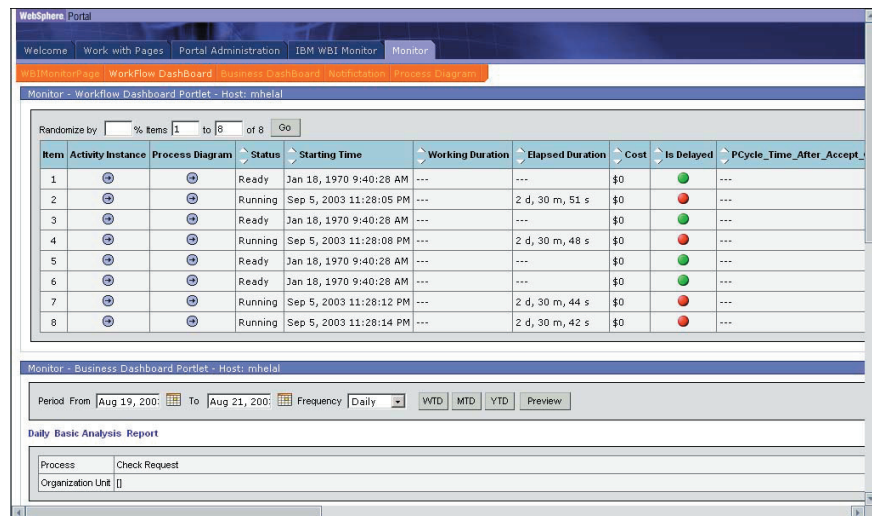 WebSphere Portal
Welcome Work with Pages Portal Administration IBM WBI Monitor Monitor
WBIMonitorPage WorkFlow DashBoard Business DashBoard Notifictation Process Diagram
Monitor - Workflow Dashboard Portlet - Host: mhelal
Randomize by % Items 1 to 8 of 8 Go
Item Activity Instance Process Diagram Status Starting Time Working Duration Elapsed Duration Cost Is Delayed PCycle_Time_After_Accept_
1 Ready Jan 18, 1970 9:40:28 AM --- --- $0 ---
2 Running Sep 5, 2003 11:28:05 PM --- 2 d, 30 m, 51 s $0 ---
3 Ready Jan 18, 1970 9:40:28 AM --- --- $0 ---
4 Running Sep 5, 2003 11:28:08 PM --- 2 d, 30 m, 48 s $0 ---
5 Ready Jan 18, 1970 9:40:28 AM --- --- $0 ---
6 Ready Jan 18, 1970 9:40:28 AM --- --- $0 ---
7 Running Sep 5, 2003 11:28:12 PM --- 2 d, 30 m, 44 s $0 ---
8 Running Sep 5, 2003 11:28:14 PM --- 2 d, 30 m, 42 s $0 ---
Monitor - Business Dashboard Portlet - Host: mhelal
Period From Aug 19, 200 To Aug 21, 200 Frequency Daily WTD MTD YTD Preview
Daily Basic Analysis Report
Process Check Request
Organization Unit []